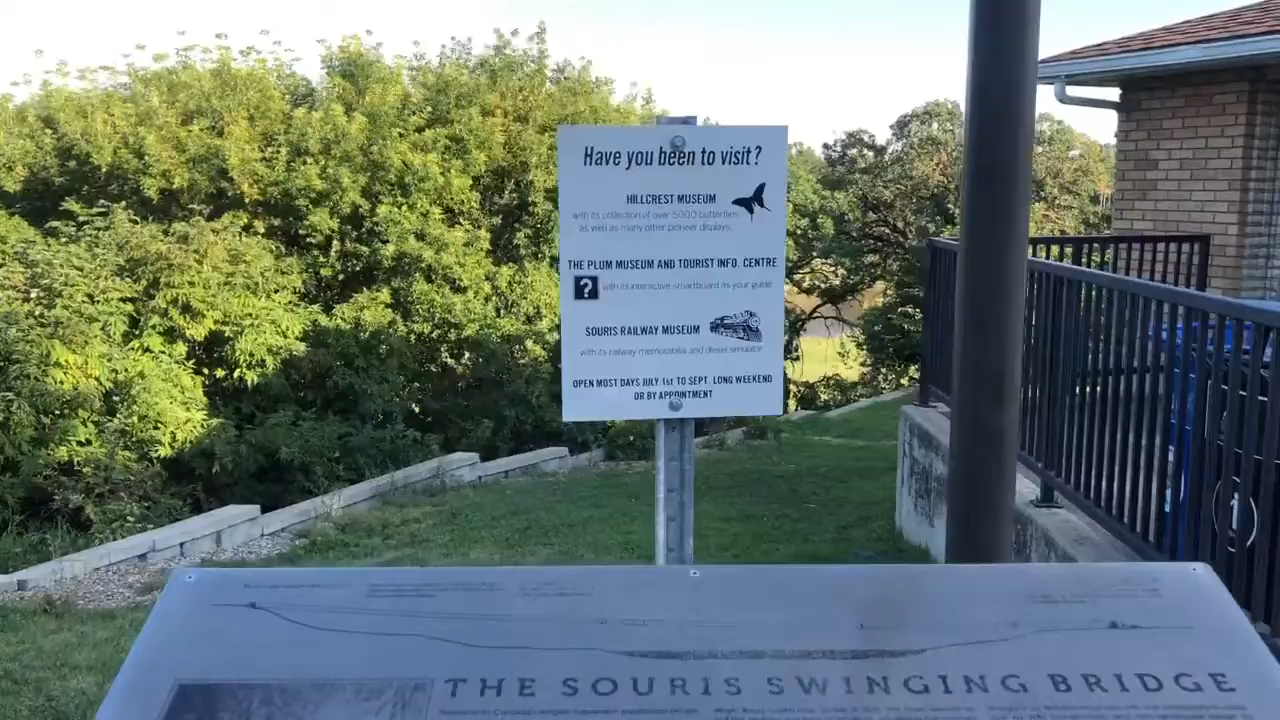 Have you been to visit?
HILLCREST MUSEUM
with its collection of over 5000 butterflies
as well as many other pioneer displays.
THE PLUM MUSEUM AND TOURIST INFO. CENTRE
? with its interactive smartboard as your guide
SOURIS RAILWAY MUSEUM
with its railway memorabilia and diesel simulator
OPEN MOST DAYS JULY 1st TO SEPT. LONG WEEKEND
OR BY APPOINTMENT
THE SOURIS SWINGING BRIDGE